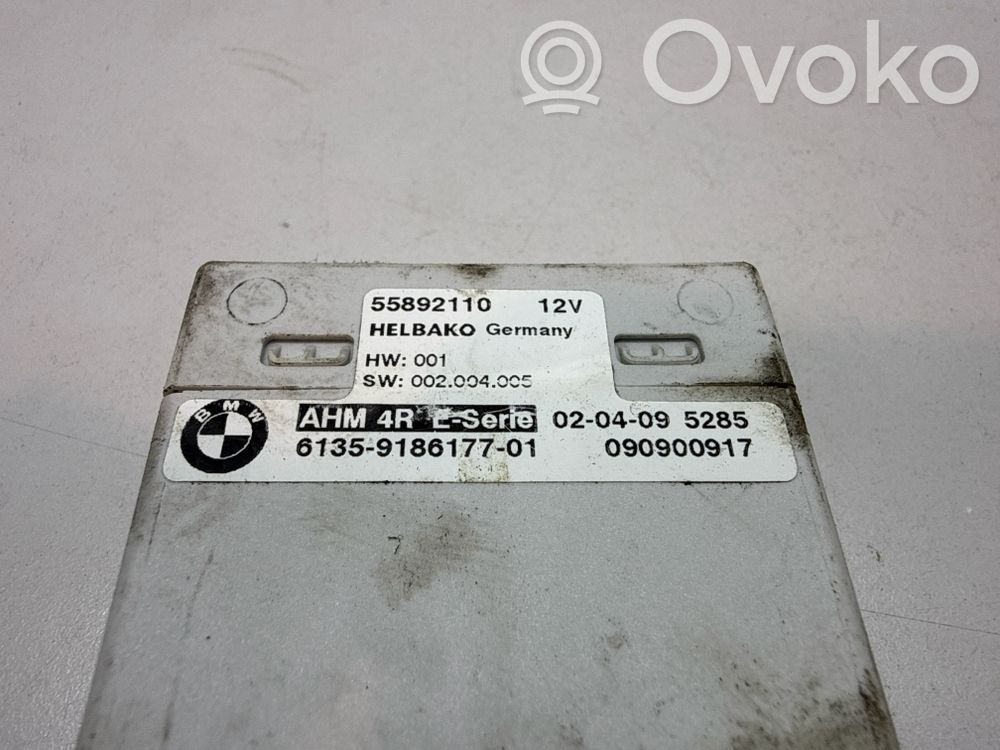 Ovoko
55892110 12V
HELBAKO Germany
HW: 001
SW: 002.004.005
BMW
AHM 4R E-Serie 02-04-09 5285
6135-9186177-01 090900917